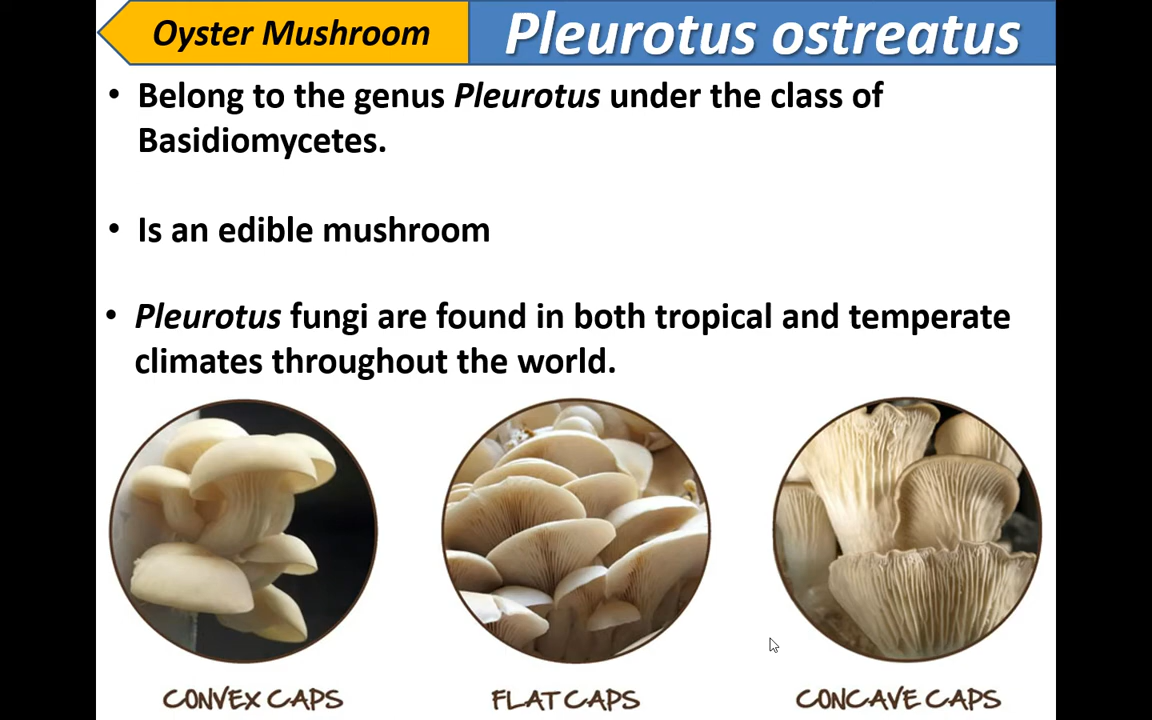 Oyster Mushroom
Pleurotus ostreatus
• Belong to the genus Pleurotus under the class of
Basidiomycetes.
• Is an edible mushroom
• Pleurotus fungi are found in both tropical and temperate
climates throughout the world.
CONVEX CAPS
FLAT CAPS
CONCAVE CAPS